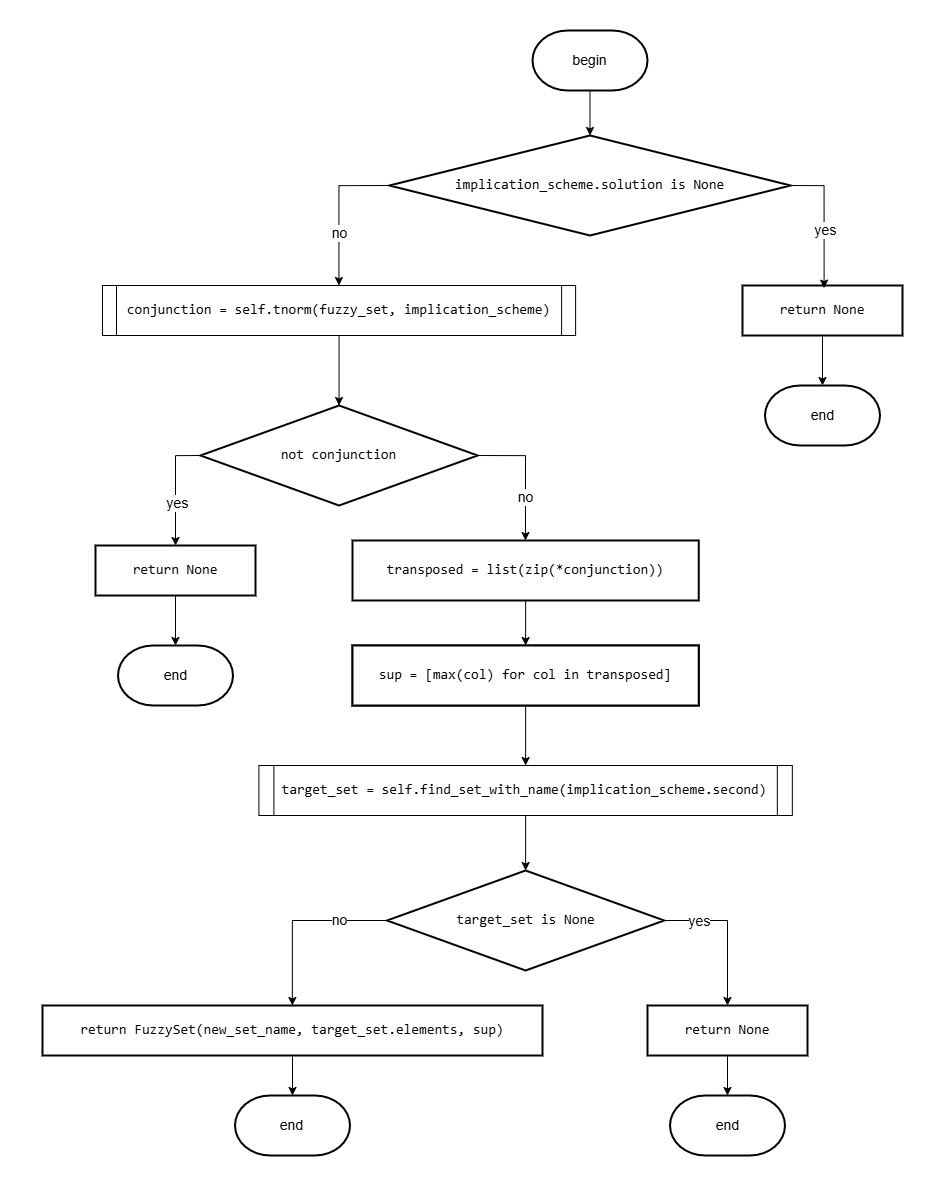 begin
implication_scheme.solution is None
no
yes
conjunction = self.tnorm(fuzzy_set, implication_scheme)
return None
end
not conjunction
yes
no
return None
transposed = list(zip(*conjunction))
end
sup = [max(col) for col in transposed]
target_set = self.find_set_with_name(implication_scheme.second)
target_set is None
no
yes
return FuzzySet(new_set_name, target_set.elements, sup)
return None
end
end